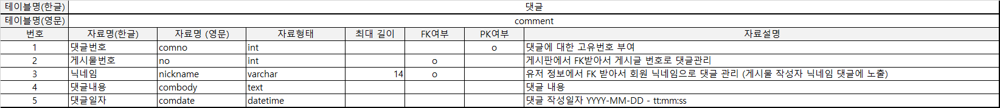 테이블명(한글) 댓글
테이블명(영문) comment
번호 자료명(한글) 자료명 (영문) 자료형태 최대 길이 FK여부 PK여부 자료설명
1 댓글번호 comno int o 댓글에 대한 고유번호 부여
2 게시물번호 no int o 게시판에서 FK받아서 게시글 번호로 댓글관리
3 닉네임 nickname varchar 14 o 유저 정보에서 FK 받아서 회원 닉네임으로 댓글 관리 (게시물 작성자 닉네임 댓글에 노출)
4 댓글내용 combody text 댓글 내용
5 댓글일자 comdate datetime 댓글 작성일자 YYYY-MM-DD - tt:mm:ss